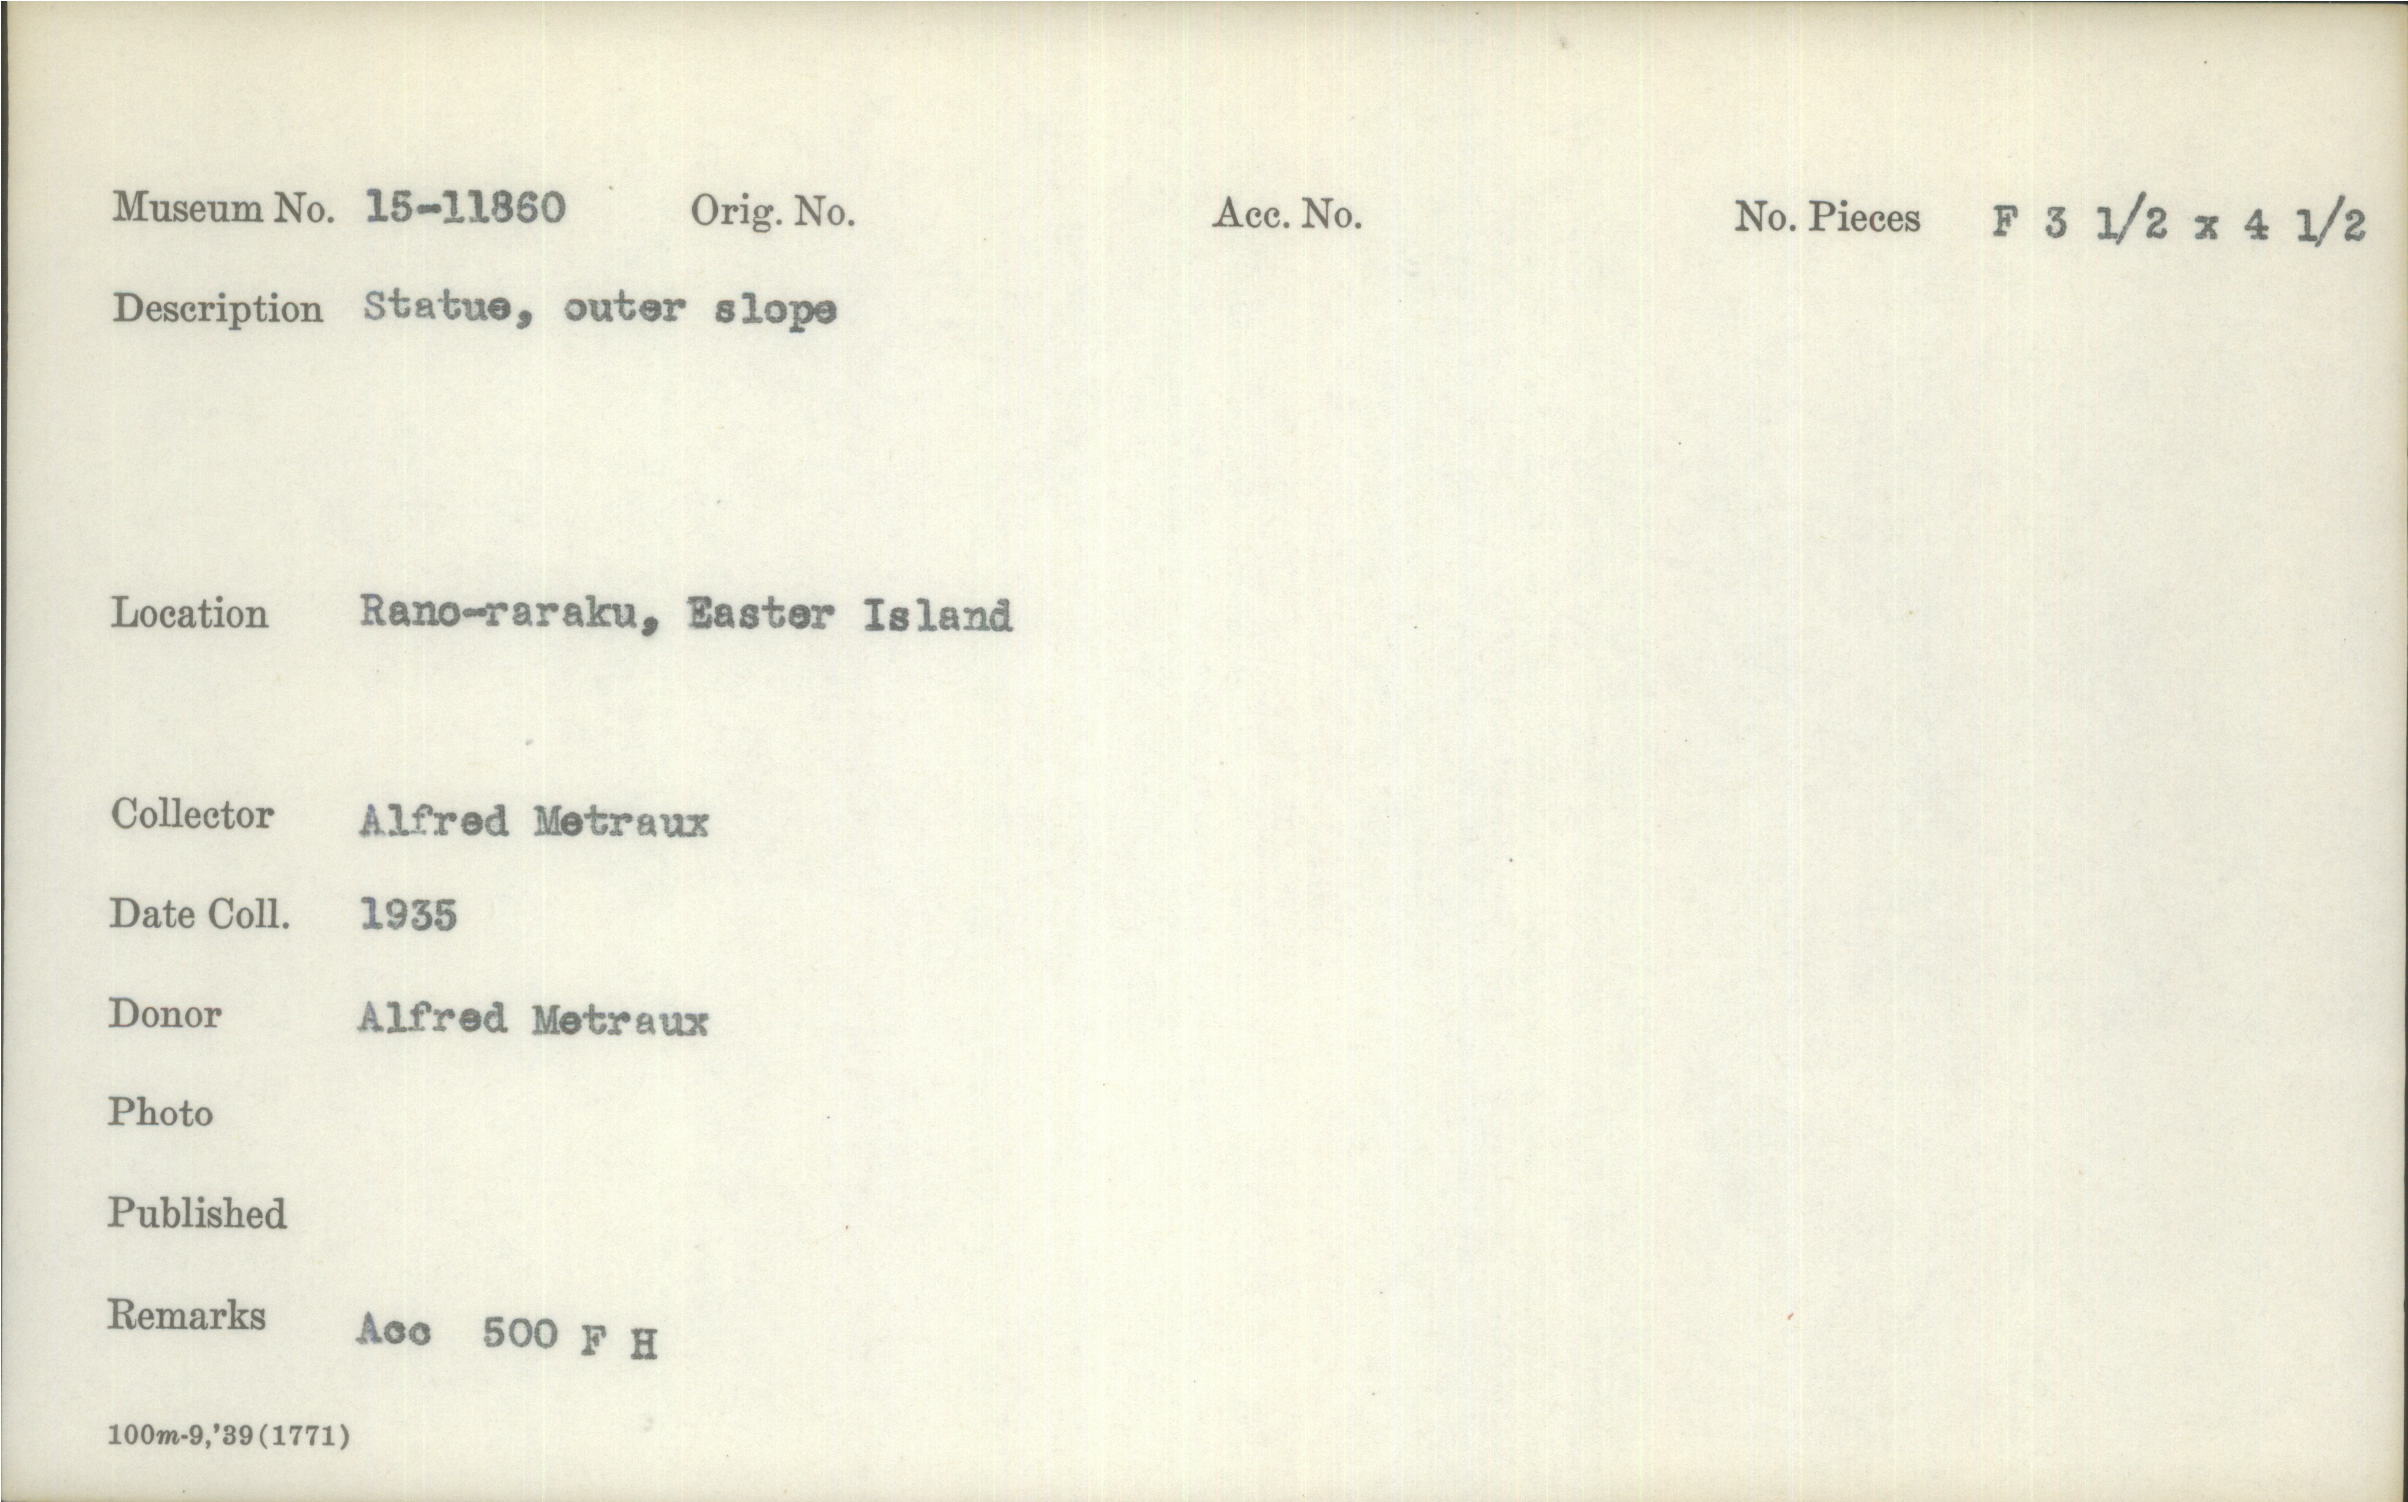 Museum No. 15-11860 Orig. No. Acc. No. No. Pieces F 3 1/2 x 4 1/2
Description Statue, outer slope
Location Rano-raraku, Easter Island
Collector Alfred Metraux
Date Coll. 1935
Donor Alfred Metraux
Photo
Published
Remarks Acc 500 F H
100m-9,'39(1771)